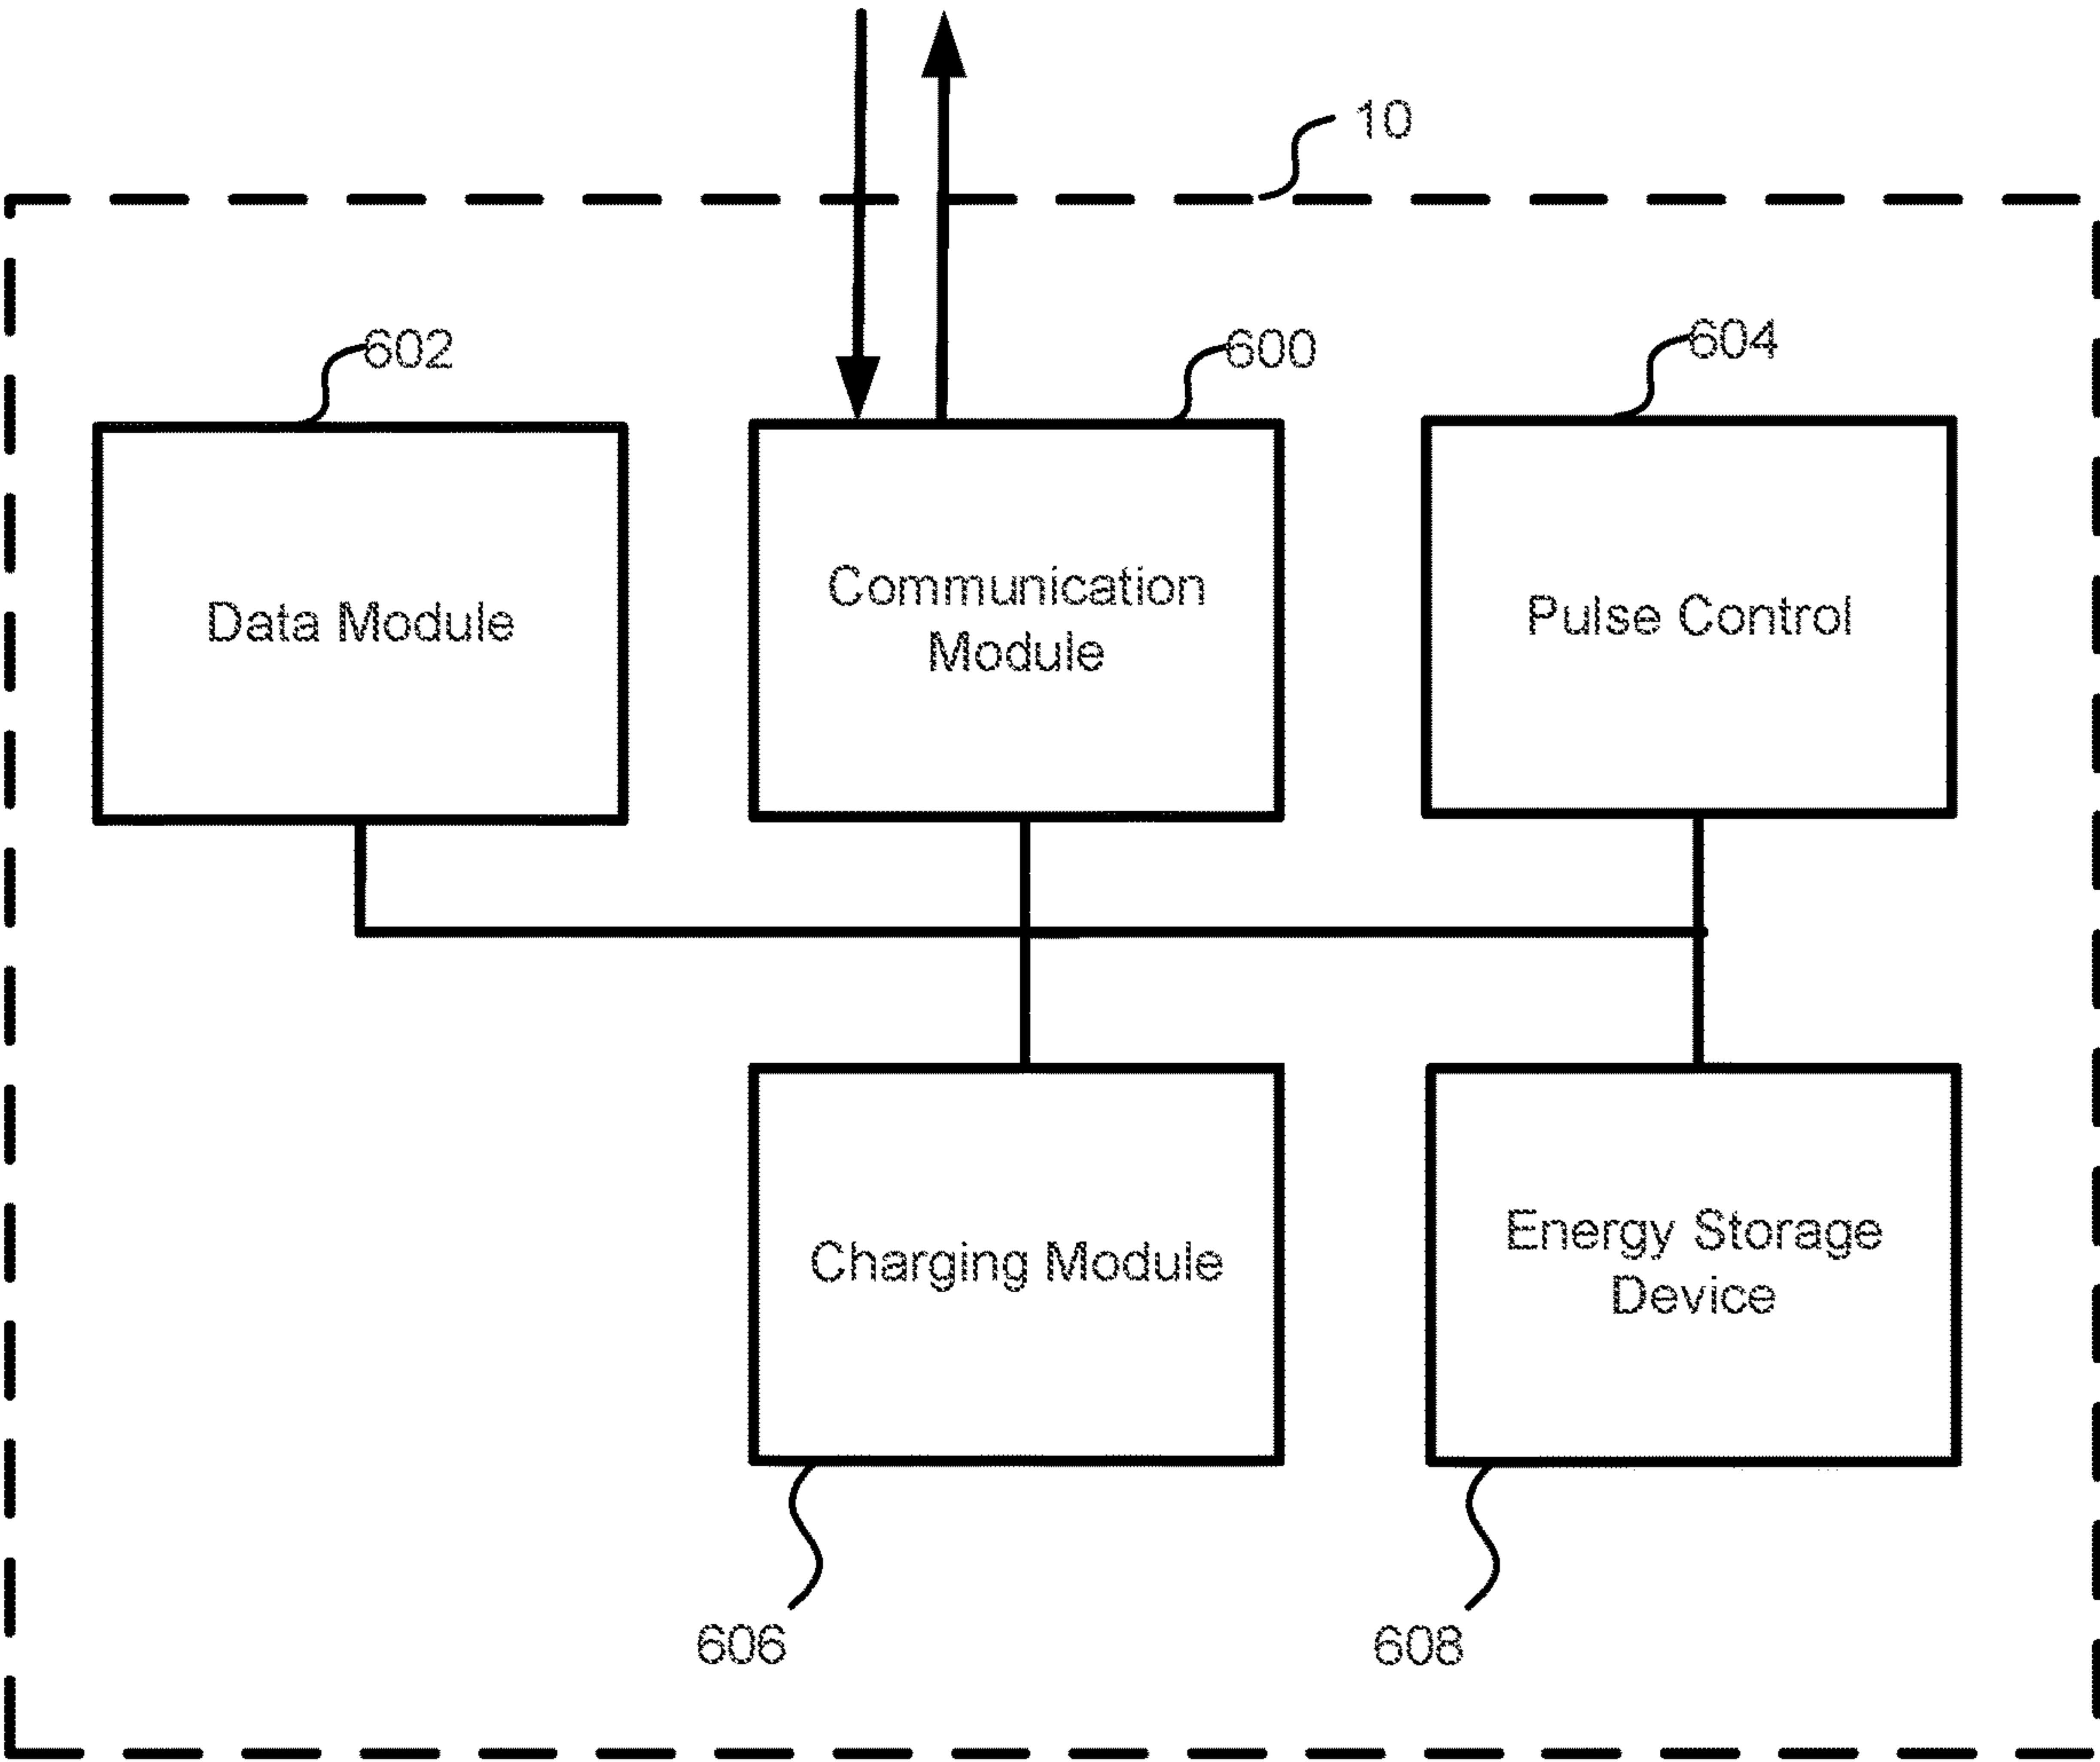 10
602
600
604
Data Module
Communication
Module
Pulse Control
Charging Module
Energy Storage
Device
606
608